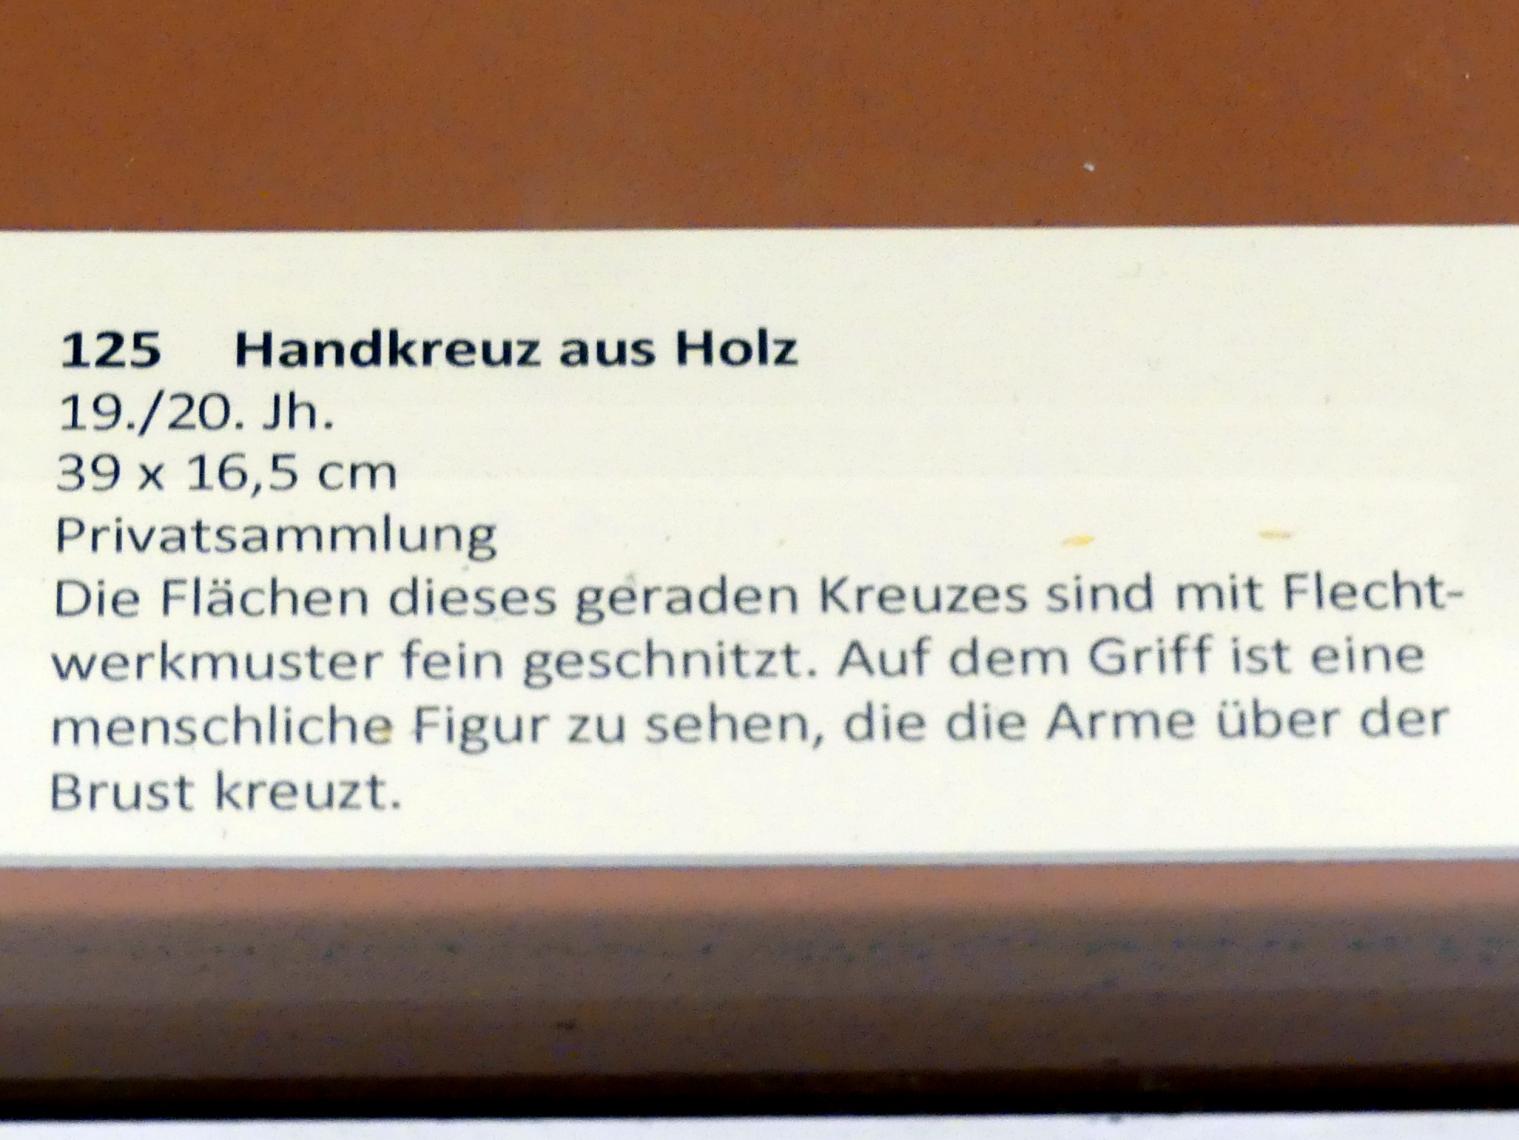 125 Handkreuz aus Holz
19./20. Jh.
39 x 16,5 cm
Privatsammlung
Die Flächen dieses geraden Kreuzes sind mit Flecht-
werkmuster fein geschnitzt. Auf dem Griff ist eine
menschliche Figur zu sehen, die die Arme über der
Brust kreuzt.